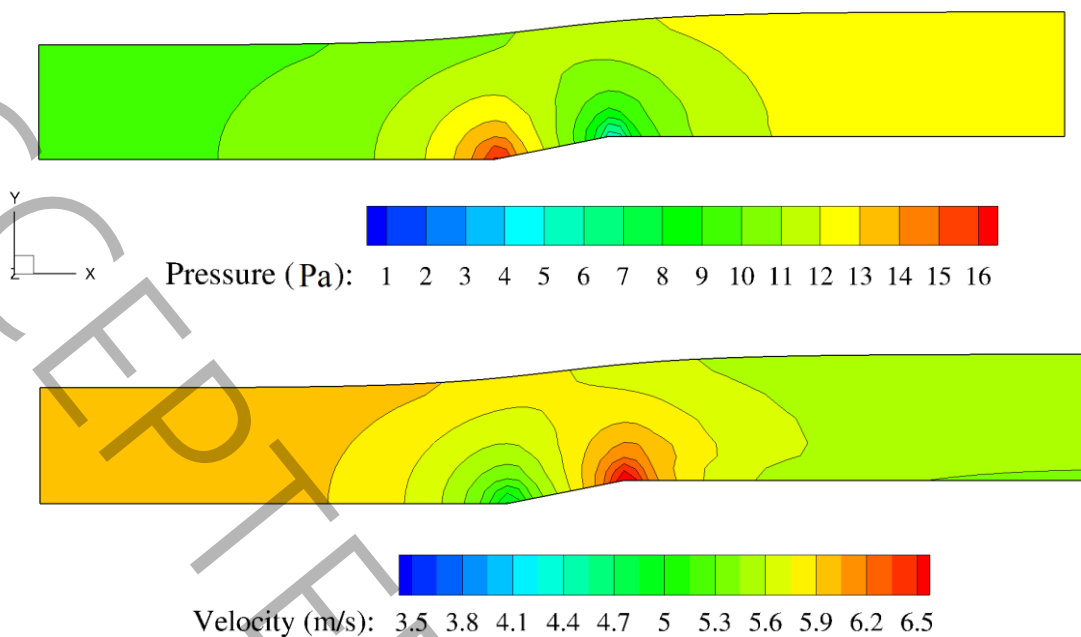 Y
Z X
Pressure (Pa): 1 2 3 4 5 6 7 8 9 10 11 12 13 14 15 16
Velocity (m/s): 3.5 3.8 4.1 4.4 4.7 5 5.3 5.6 5.9 6.2 6.5
CEPTE